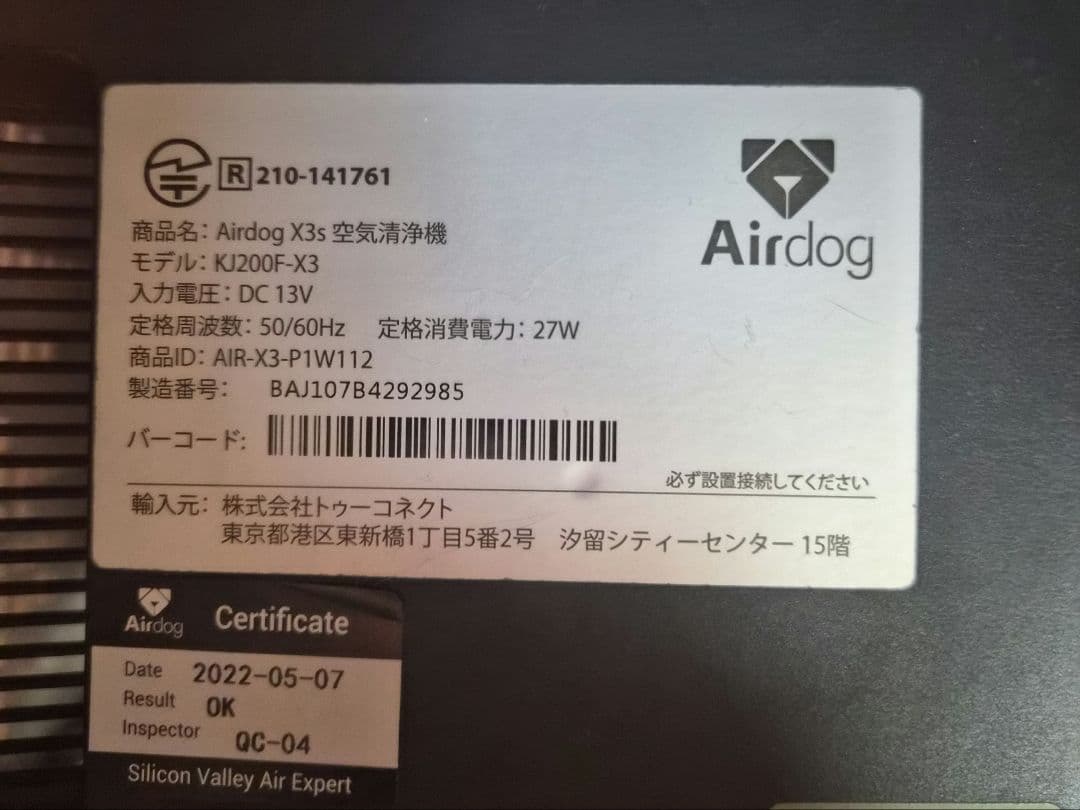 R 210-141761
Airdog
商品名: Airdog X3s 空気清浄機
モデル: KJ200F-X3
入力電圧: DC 13V
定格周波数: 50/60Hz 定格消費電力: 27W
商品ID: AIR-X3-P1W112
製造番号: BAJ107B4292985
バーコード:
必ず設置接続してください
輸入元: 株式会社トゥーコネクト
東京都港区東新橋1丁目5番2号 汐留シティーセンター 15階
Airdog Certificate
Date 2022-05-07
Result OK
Inspector QC-04
Silicon Valley Air Expert